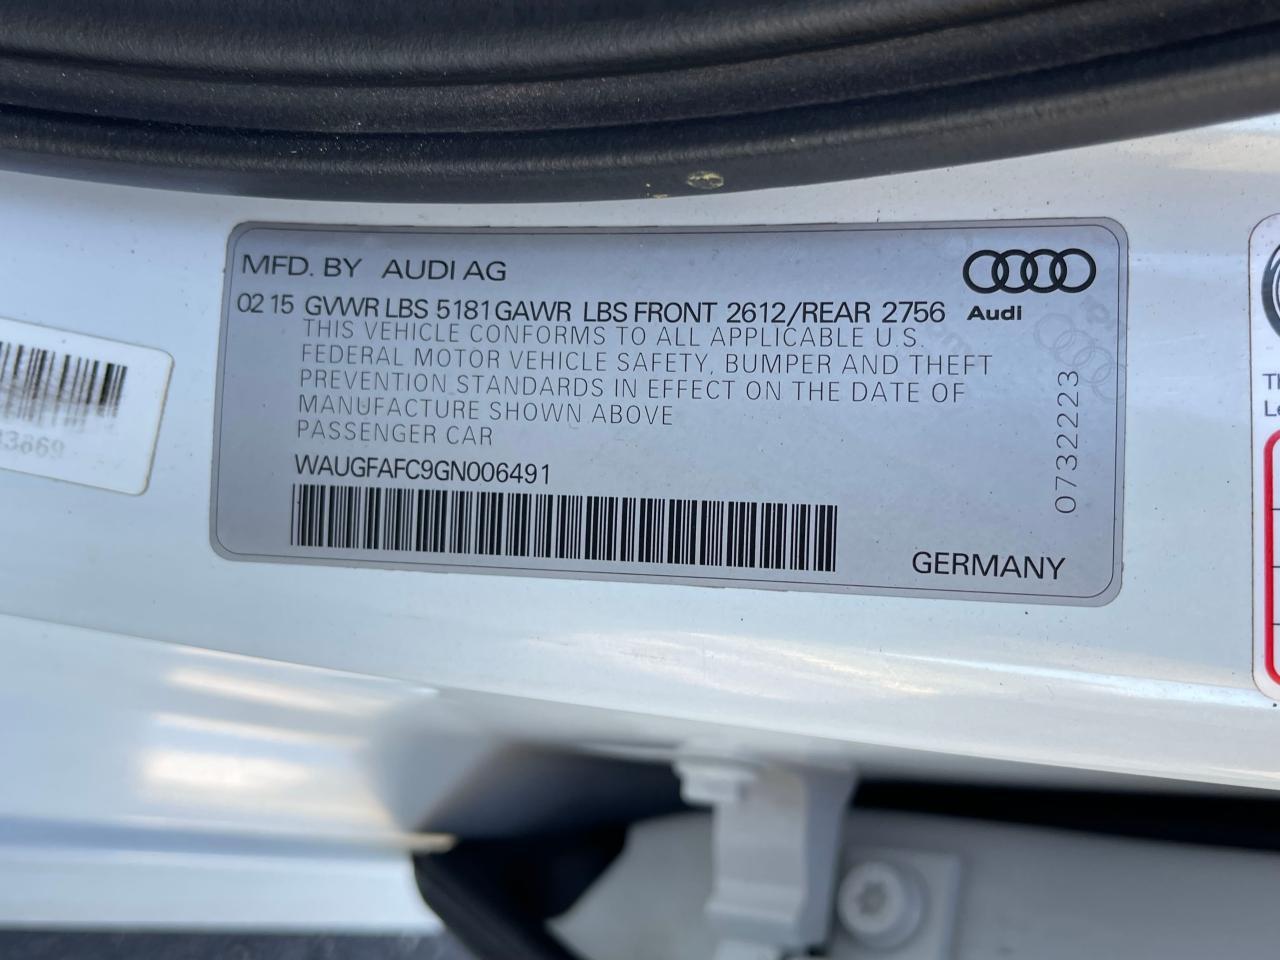 MFD. BY AUDI AG
02 15 GVWR LBS 5181 GAWR LBS FRONT 2612/REAR 2756
Audi
THIS VEHICLE CONFORMS TO ALL APPLICABLE U.S.
FEDERAL MOTOR VEHICLE SAFETY, BUMPER AND THEFT
PREVENTION STANDARDS IN EFFECT ON THE DATE OF
MANUFACTURE SHOWN ABOVE
PASSENGER CAR
WAUGFAFC9GN006491
0732223
GERMANY